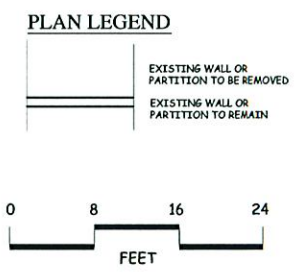 PLAN LEGEND
EXISTING WALL OR
PARTITION TO BE REMOVED
EXISTING WALL OR
PARTITION TO REMAIN
0 8 16 24
FEET